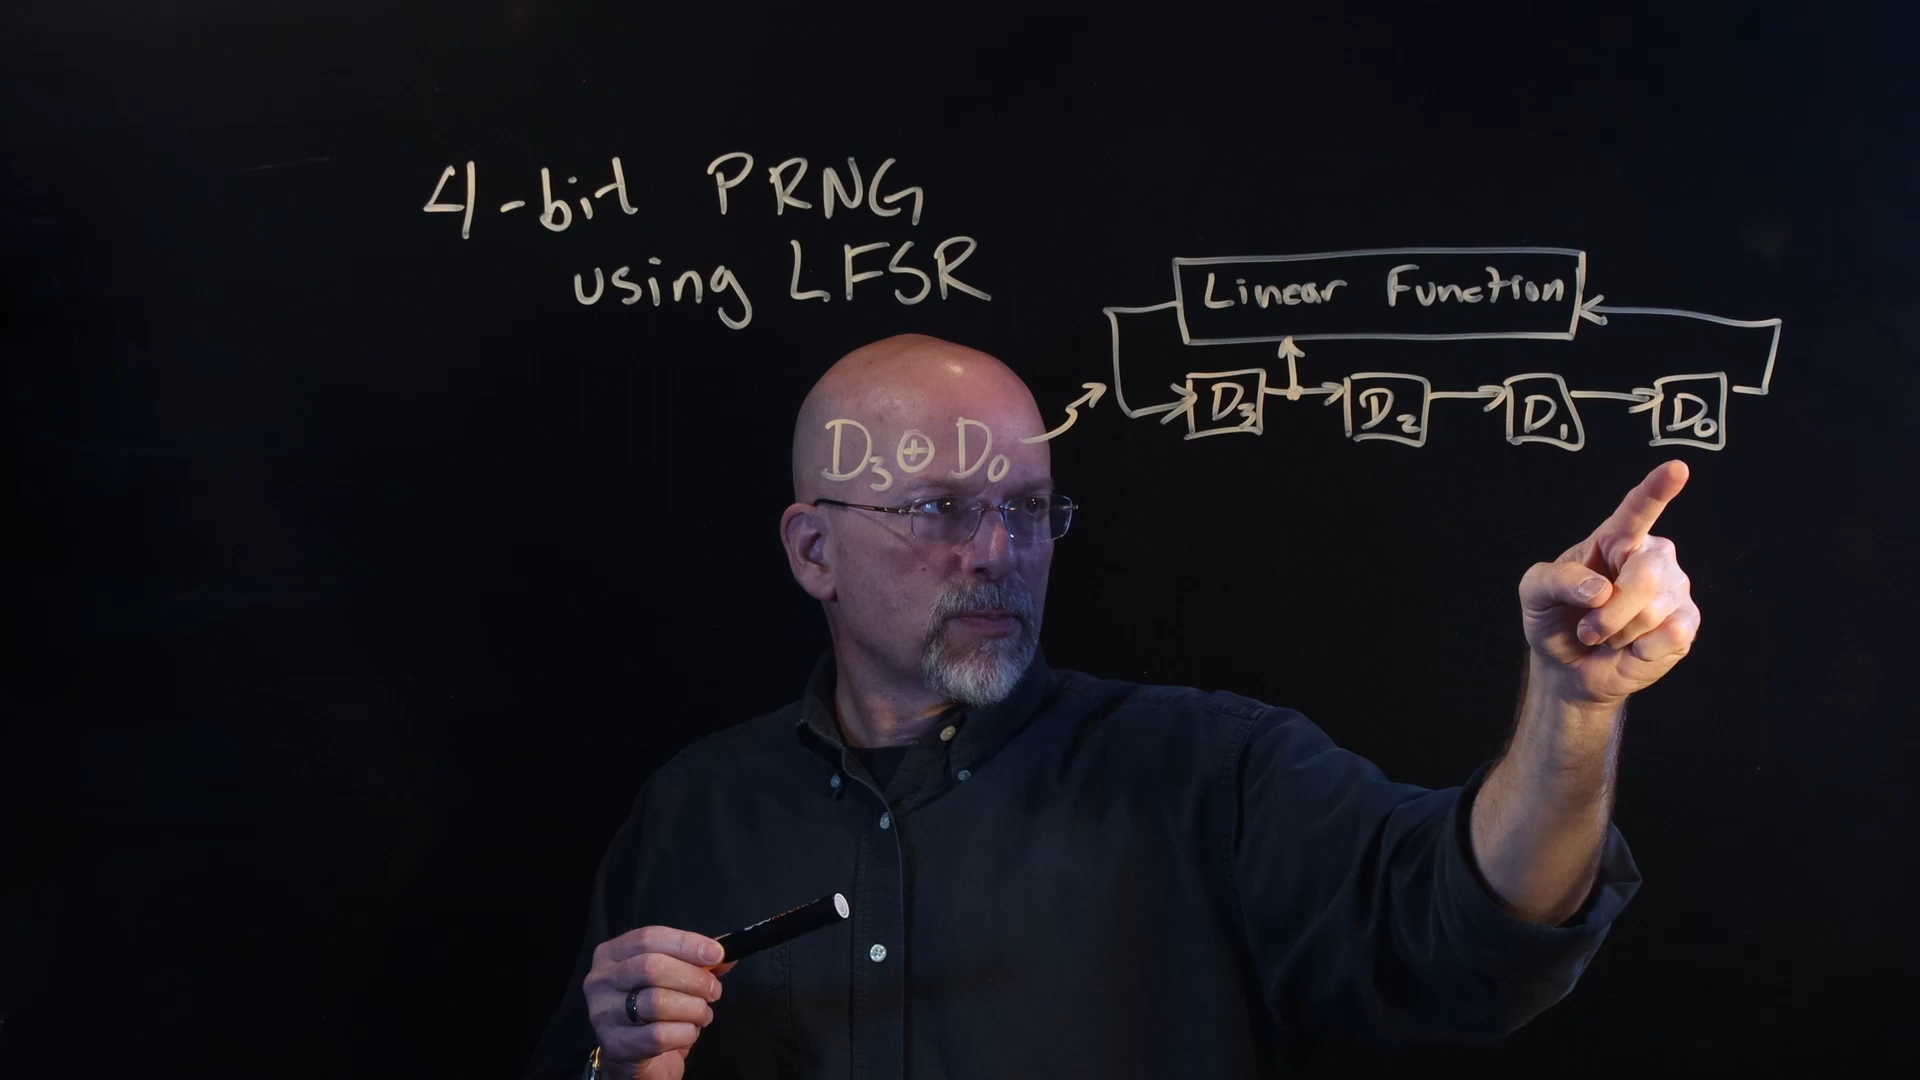 4-bit PRNG
using LFSR
Linear Function
D₃ D₂ D₁ D₀
D₃ ⊕ D₀